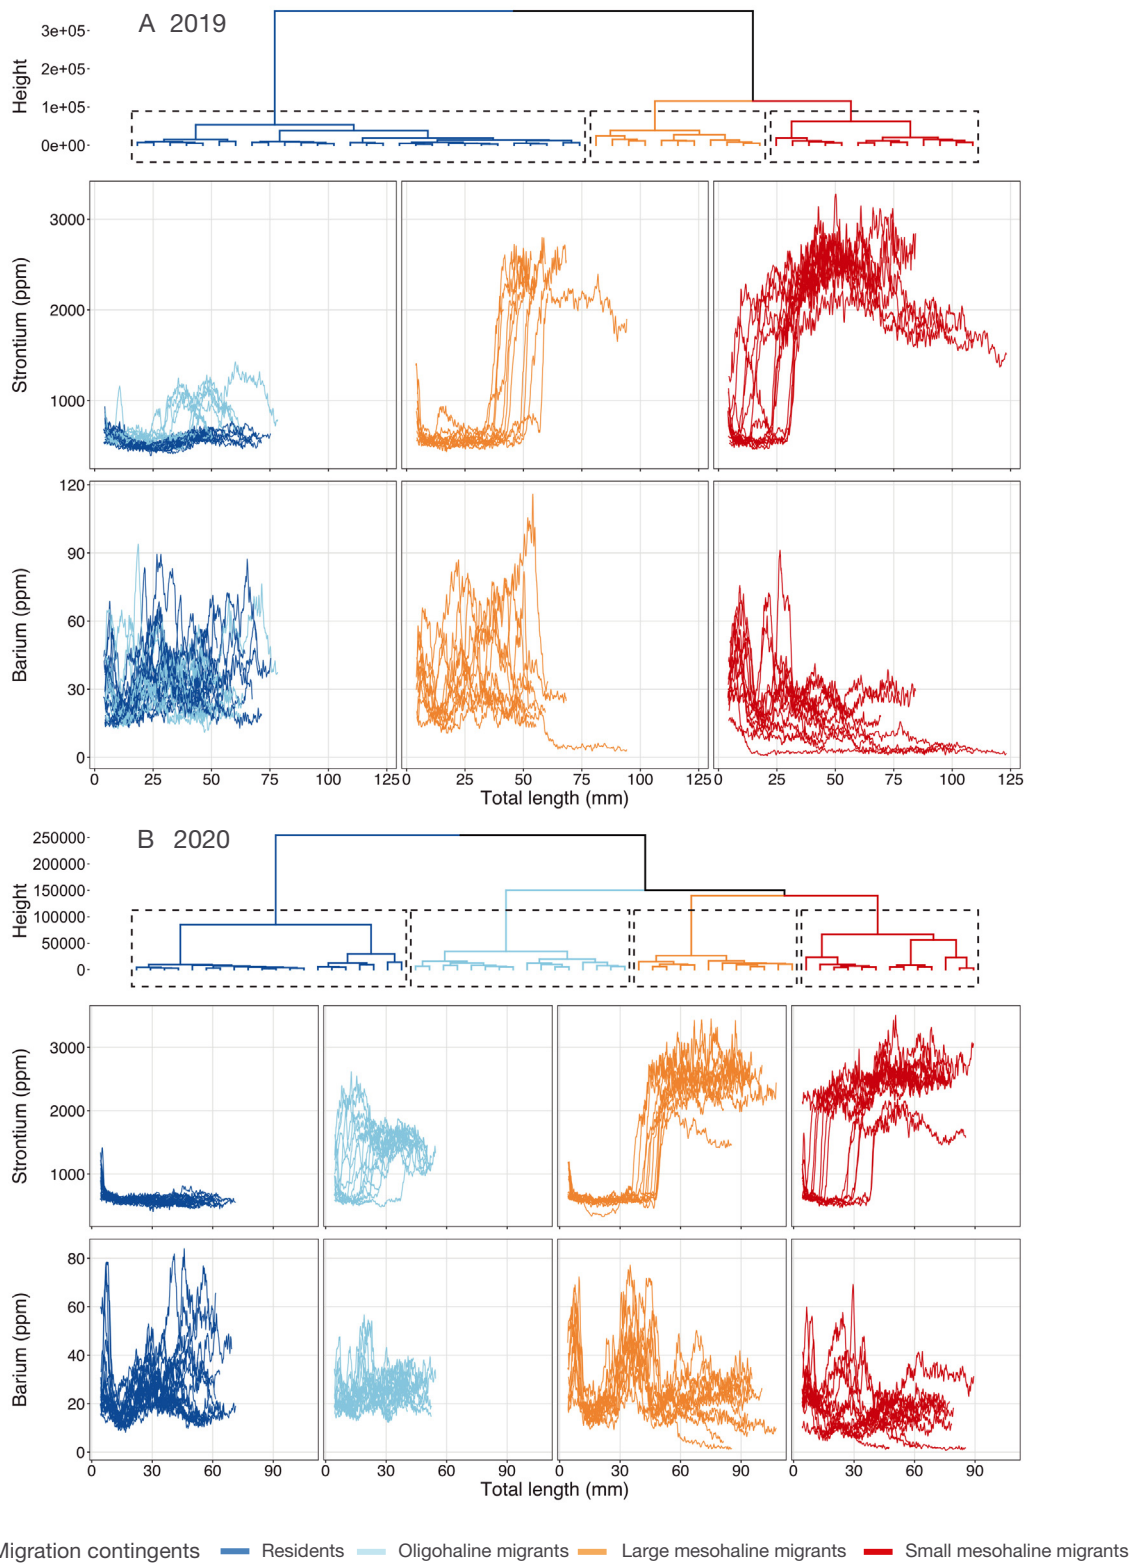 A 2019
Height
3e+05
2e+05
1e+05
0e+00
Strontium (ppm)
3000
2000
1000
Barium (ppm)
120
90
60
30
0
0 25 50 75 100 125 0 25 50 75 100 125 0 25 50 75 100 125
Total length (mm)
B 2020
Height
250000
200000
150000
100000
50000
0
Strontium (ppm)
3000
2000
1000
Barium (ppm)
80
60
40
20
0
0 30 60 90 0 30 60 90 0 30 60 90 0 30 60 90
Total length (mm)
Migration contingents Residents Oligohaline migrants Large mesohaline migrants Small mesohaline migrants